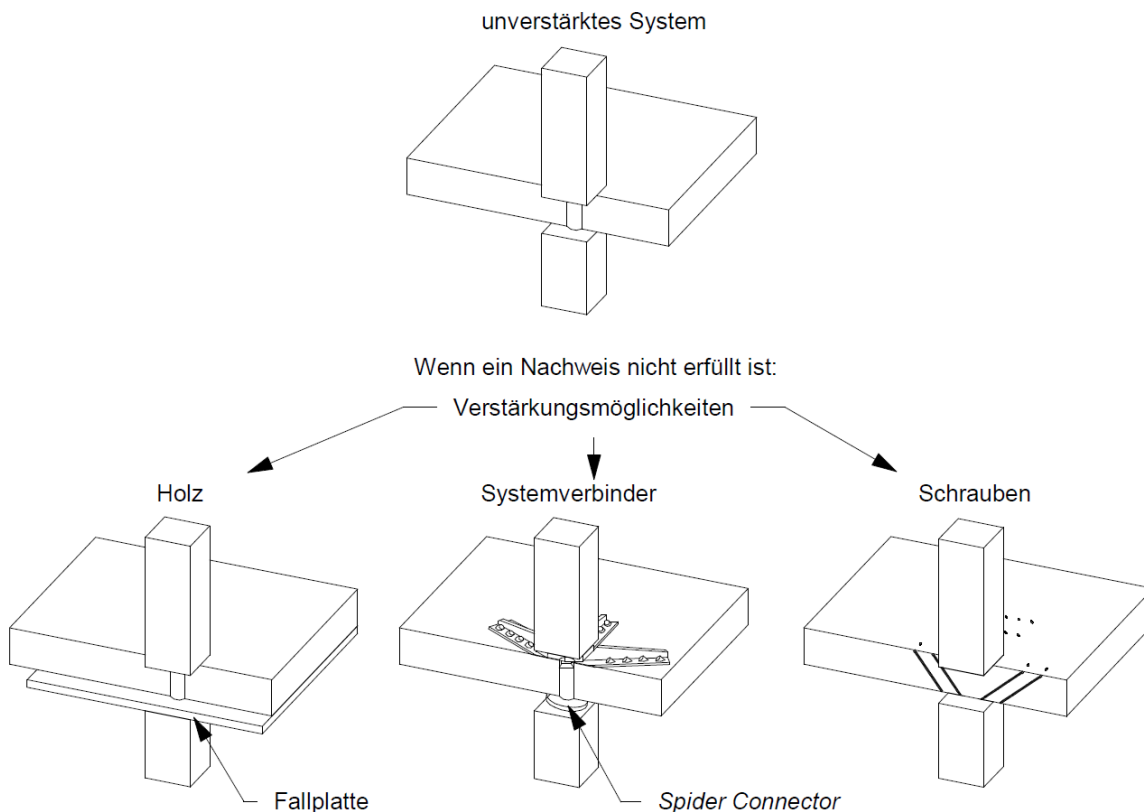 unverstärktes System
Wenn ein Nachweis nicht erfüllt ist:
Verstärkungsmöglichkeiten
Holz
Systemverbinder
Schrauben
Fallplatte
Spider Connector